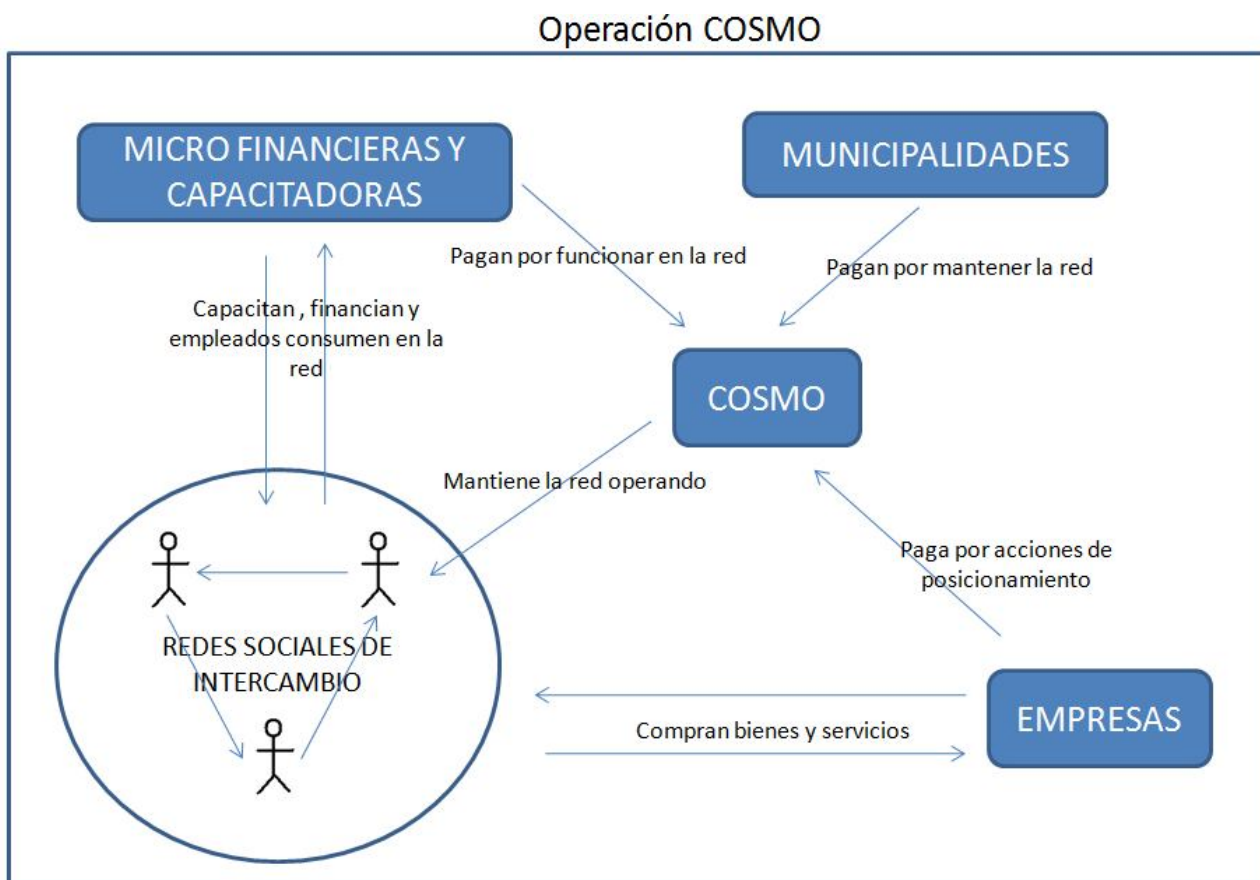 Operación COSMO
MICRO FINANCIERAS Y
CAPACITADORAS
MUNICIPALIDADES
Pagan por funcionar en la red
Pagan por mantener la red
Capacitan , financian y
empleados consumen en la
red
COSMO
Mantiene la red operando
Paga por acciones de
posicionamiento
REDES SOCIALES DE
INTERCAMBIO
EMPRESAS
Compran bienes y servicios